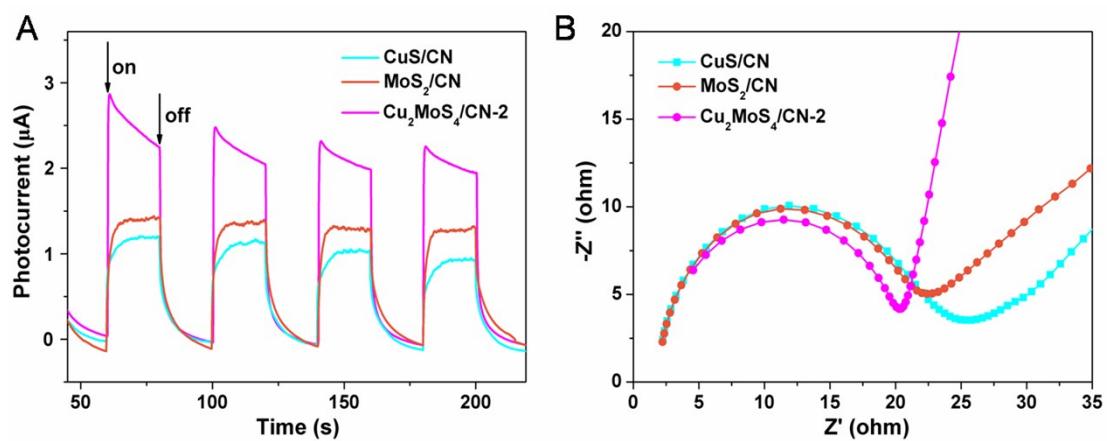 A
on
off
CuS/CN
MoS₂/CN
Cu₂MoS₄/CN-2
3
2
1
0
Photocurrent (μA)
50
100
150
200
Time (s)
B
CuS/CN
MoS₂/CN
Cu₂MoS₄/CN-2
20
15
10
5
0
-Z'' (ohm)
0
5
10
15
20
25
30
35
Z' (ohm)